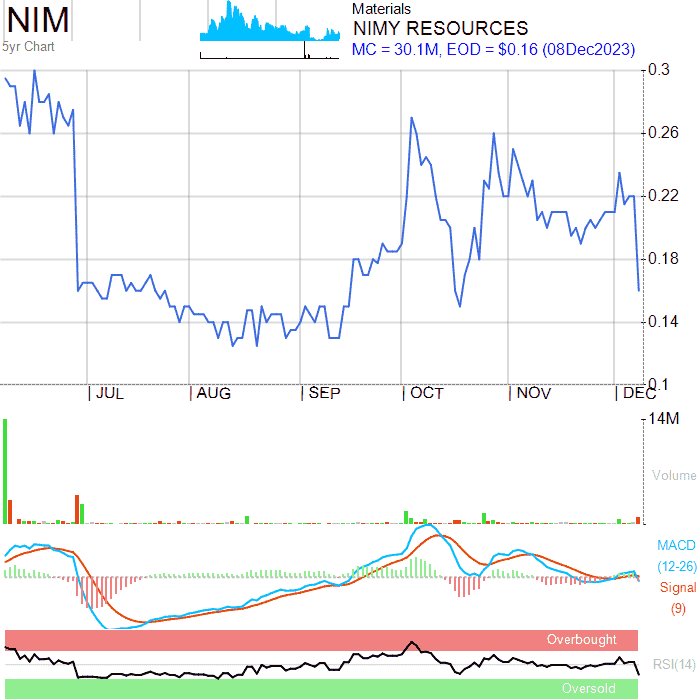 NIM
5yr Chart
Materials
NIMY RESOURCES
MC = 30.1M, EOD = $0.16 (08Dec2023)
0.3
0.26
0.22
0.18
0.14
0.1
JUL AUG SEP OCT NOV DEC
14M
Volume
MACD
(12-26)
Signal
(9)
Overbought
RSI(14)
Oversold